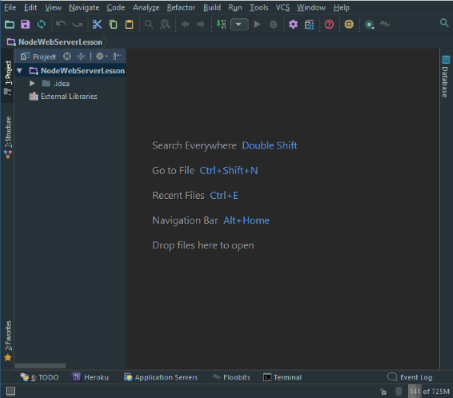 File Edit View Navigate Code Analyze Refactor Build Run Tools VCS Window Help
NodeWebServerLesson
Project
NodeWebServerLesson
.idea
External Libraries
1: Project
2: Structure
2: Favorites
Database
Search Everywhere Double Shift
Go to File Ctrl+Shift+N
Recent Files Ctrl+E
Navigation Bar Alt+Home
Drop files here to open
6: TODO Heroku Application Servers Floobits Terminal Event Log
141 of 725M